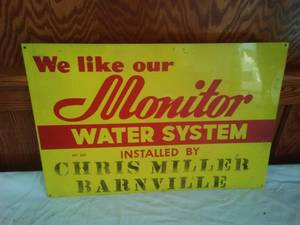 We like our
Monitor
WATER SYSTEM
INSTALLED BY
CHRIS MILLER
BARNVILLE